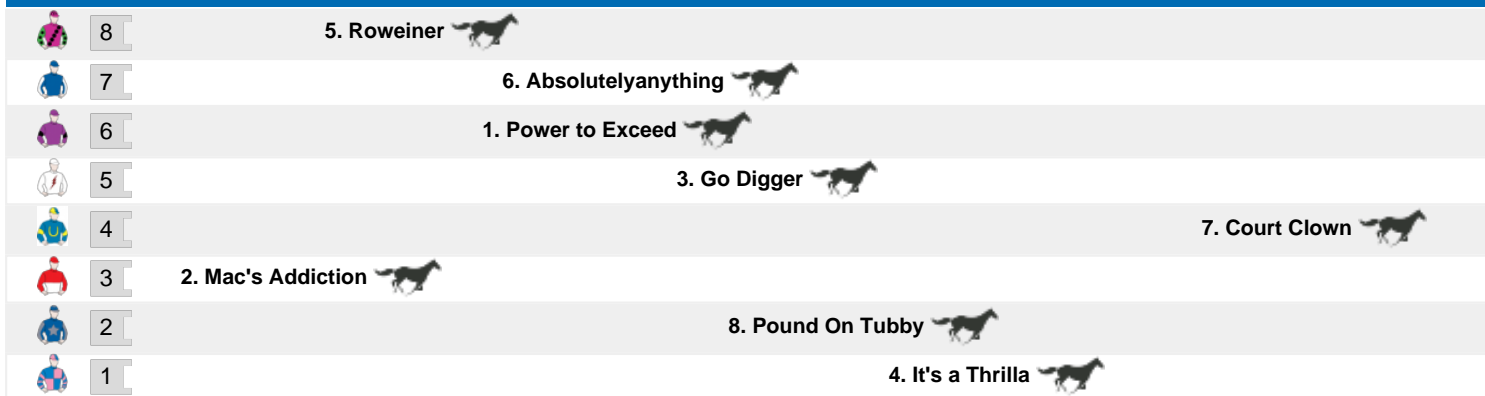 8 5. Roweiner
7 6. Absolutelyanything
6 1. Power to Exceed
5 3. Go Digger
4 7. Court Clown
3 2. Mac's Addiction
2 8. Pound On Tubby
1 4. It's a Thrilla